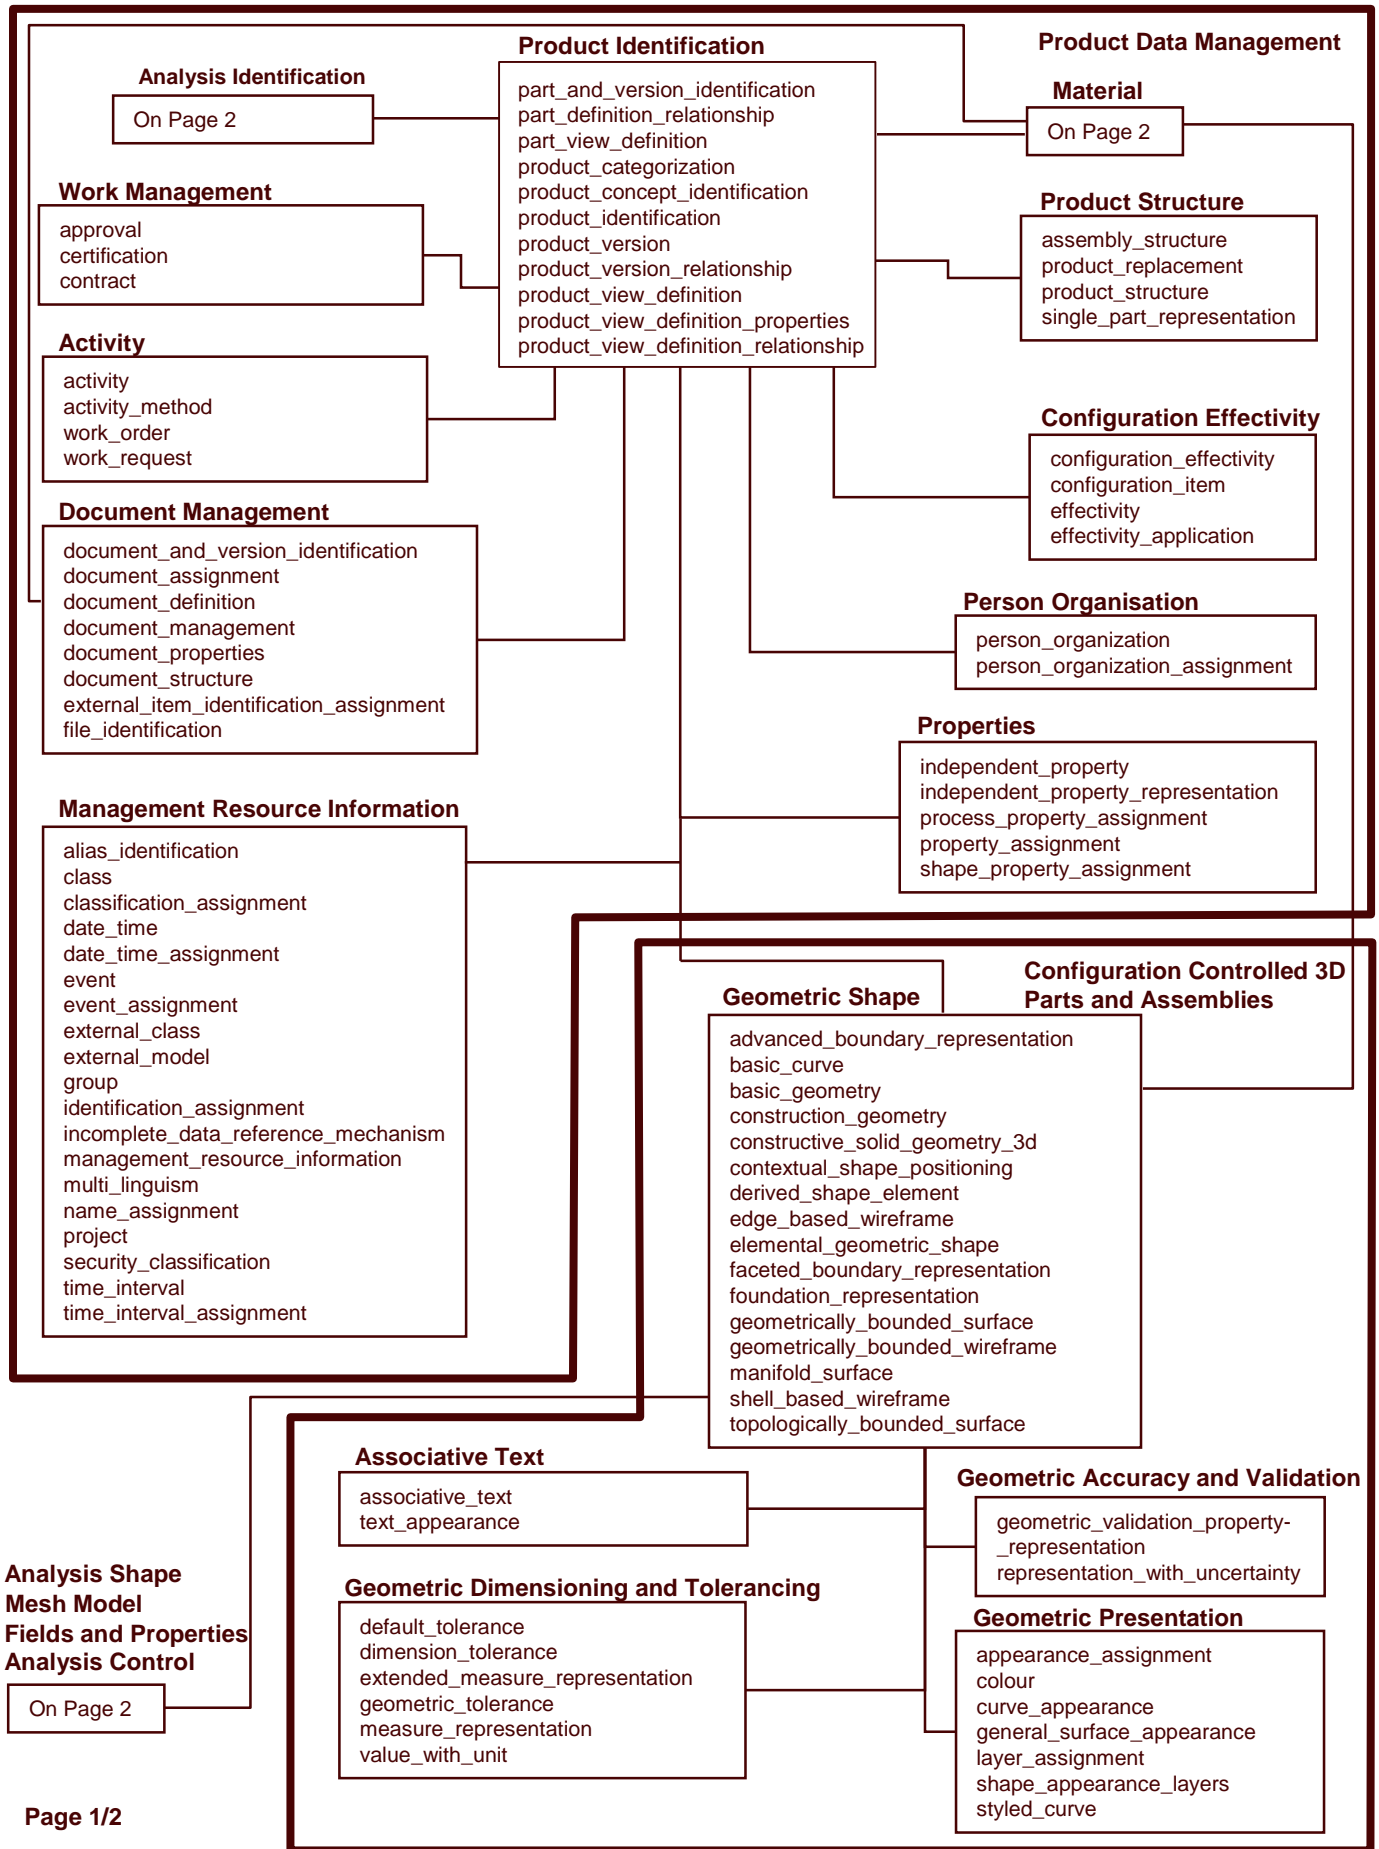 Product Identification
Product Data Management
Analysis Identification
On Page 2
part_and_version_identification
part_definition_relationship
part_view_definition
product_categorization
product_concept_identification
product_identification
product_version
product_version_relationship
product_view_definition
product_view_definition_properties
product_view_definition_relationship
Material
On Page 2
Work Management
approval
certification
contract
Product Structure
assembly_structure
product_replacement
product_structure
single_part_representation
Activity
activity
activity_method
work_order
work_request
Configuration Effectivity
configuration_effectivity
configuration_item
effectivity
effectivity_application
Document Management
document_and_version_identification
document_assignment
document_definition
document_management
document_properties
document_structure
external_item_identification_assignment
file_identification
Person Organisation
person_organization
person_organization_assignment
Properties
independent_property
independent_property_representation
process_property_assignment
property_assignment
shape_property_assignment
Management Resource Information
alias_identification
class
classification_assignment
date_time
date_time_assignment
event
event_assignment
external_class
external_model
group
identification_assignment
incomplete_data_reference_mechanism
management_resource_information
multi_linguism
name_assignment
project
security_classification
time_interval
time_interval_assignment
Configuration Controlled 3D
Parts and Assemblies
Geometric Shape
advanced_boundary_representation
basic_curve
basic_geometry
construction_geometry
constructive_solid_geometry_3d
contextual_shape_positioning
derived_shape_element
edge_based_wireframe
elemental_geometric_shape
faceted_boundary_representation
foundation_representation
geometrically_bounded_surface
geometrically_bounded_wireframe
manifold_surface
shell_based_wireframe
topologically_bounded_surface
Associative Text
associative_text
text_appearance
Geometric Accuracy and Validation
geometric_validation_property-
_representation
representation_with_uncertainty
Analysis Shape
Mesh Model
Fields and Properties
Analysis Control
On Page 2
Geometric Dimensioning and Tolerancing
default_tolerance
dimension_tolerance
extended_measure_representation
geometric_tolerance
measure_representation
value_with_unit
Geometric Presentation
appearance_assignment
colour
curve_appearance
general_surface_appearance
layer_assignment
shape_appearance_layers
styled_curve
Page 1/2